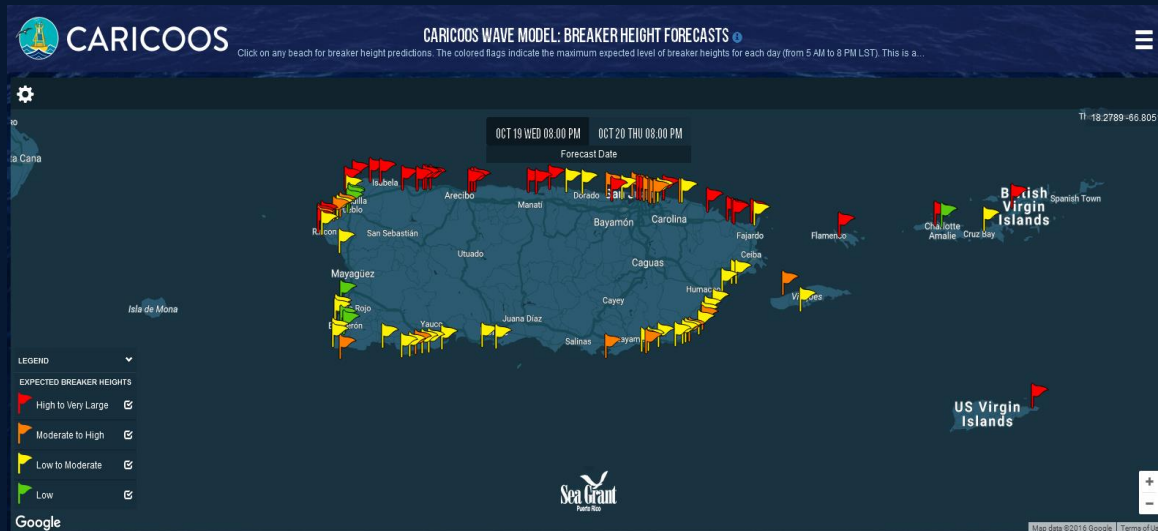 CARICOOS
CARICOOS WAVE MODEL: BREAKER HEIGHT FORECASTS
Click on any beach for breaker height predictions. The colored flags indicate the maximum expected level of breaker heights for each day (from 5 AM to 8 PM LST). This is a...
18.2789 -66.805
OCT 19 WED 08.00 PM
OCT 20 THU 08.00 PM
Forecast Date
ta Cana
Isabela
Arecibo
Manatí
Dorado
Bayamón
Carolina
San Sebastián
Utuado
Caguas
Fajardo
Ceiba
Flamenco
British
Virgin
Islands
Spanish Town
Charlotte
Amalie
Cruz Bay
Mayagüez
Isla de Mona
Cayey
Juana Díaz
Yauco
Salinas
US Virgin
Islands
LEGEND
EXPECTED BREAKER HEIGHTS
High to Very Large
Moderate to High
Low to Moderate
Low
Sea Grant
Puerto Rico
+
−
Google
Map data ©2016 Google
Terms of Us